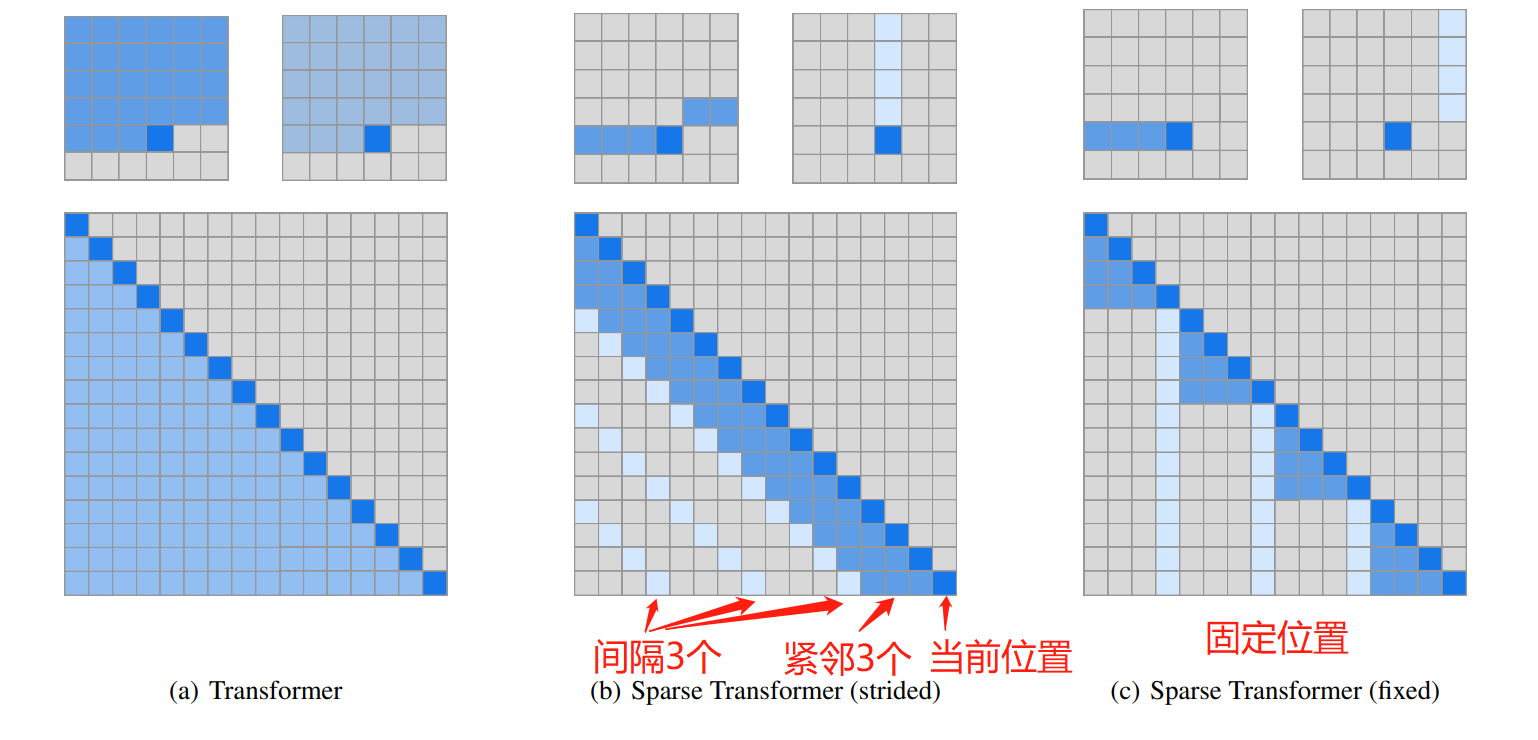 间隔3个
紧邻3个
当前位置
固定位置
(a) Transformer
(b) Sparse Transformer (strided)
(c) Sparse Transformer (fixed)